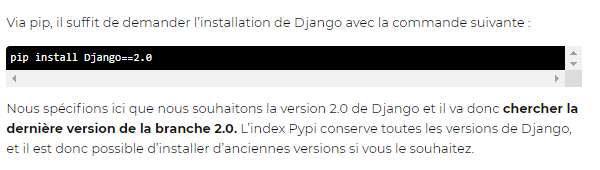 Via pip, il suffit de demander l'installation de Django avec la commande suivante :
pip install Django==2.0
Nous spécifions ici que nous souhaitons la version 2.0 de Django et il va donc chercher la
dernière version de la branche 2.0. L'index Pypi conserve toutes les versions de Django,
et il est donc possible d'installer d'anciennes versions si vous le souhaitez.